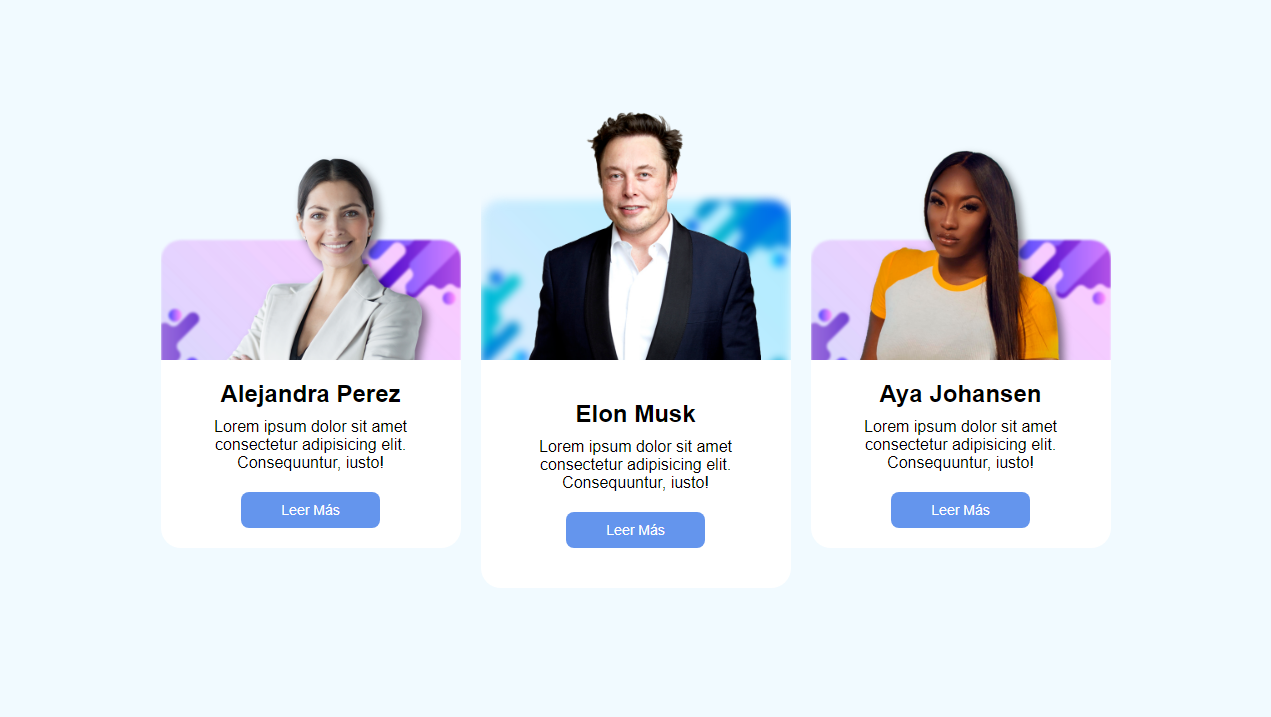 Alejandra Perez
Lorem ipsum dolor sit amet
consectetur adipisicing elit.
Consequuntur, iusto!
Leer Más
Elon Musk
Lorem ipsum dolor sit amet
consectetur adipisicing elit.
Consequuntur, iusto!
Leer Más
Aya Johansen
Lorem ipsum dolor sit amet
consectetur adipisicing elit.
Consequuntur, iusto!
Leer Más